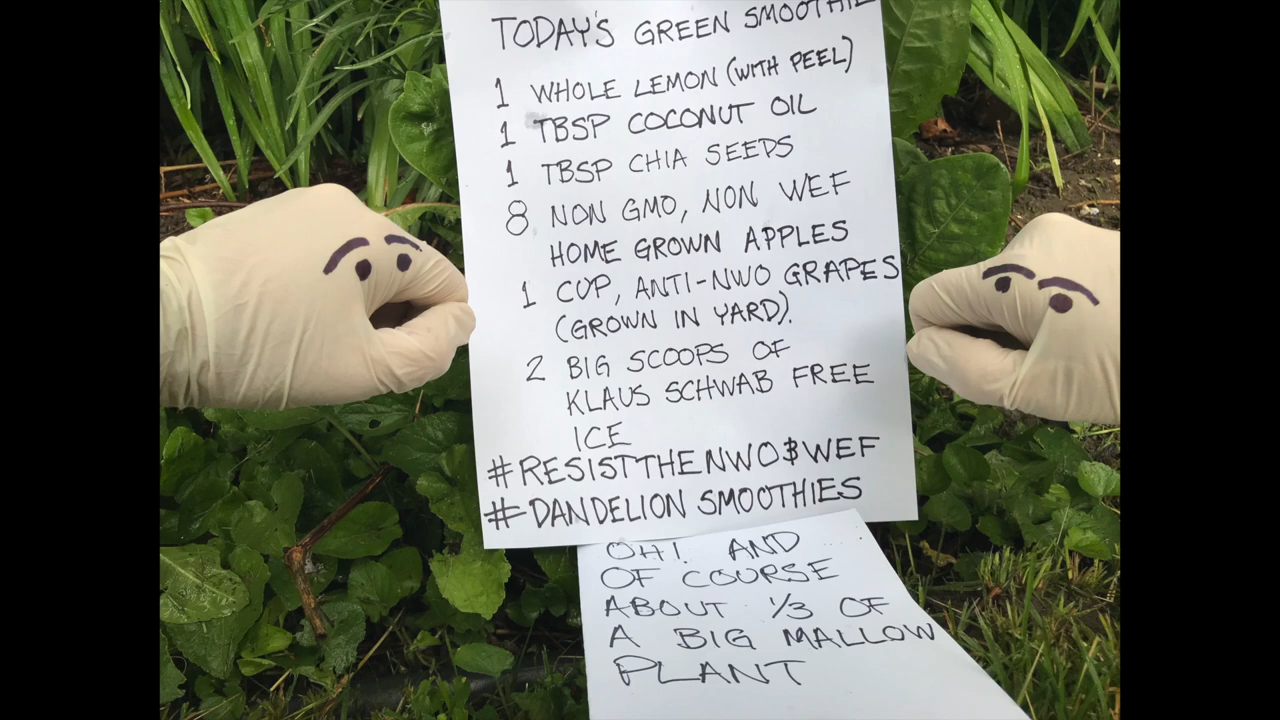 TODAY'S GREEN SMOOTHIE
1 WHOLE LEMON (WITH PEEL)
1 TBSP COCONUT OIL
1 TBSP CHIA SEEDS
8 NON GMO, NON WEF
HOME GROWN APPLES
1 CUP, ANTI-NWO GRAPES
(GROWN IN YARD).
2 BIG SCOOPS OF
KLAUS SCHWAB FREE
ICE
#RESISTTHENWO&WEF
#DANDELION SMOOTHIES
OH! AND
OF COURSE
ABOUT 1/3 OF
A BIG MALLOW
PLANT